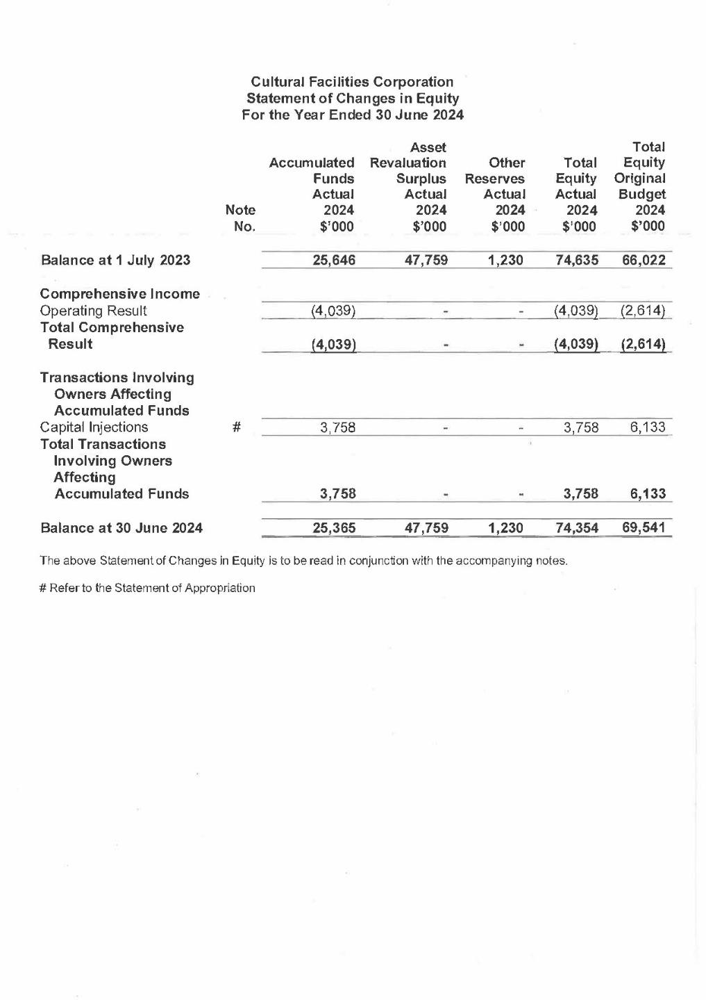 Cultural Facilities Corporation
Statement of Changes in Equity
For the Year Ended 30 June 2024
Asset Total
Accumulated Revaluation Other Total Equity
Funds Surplus Reserves Equity Original
Actual Actual Actual Actual Budget
Note 2024 2024 2024 2024 2024
No. $'000 $'000 $'000 $'000 $'000
Balance at 1 July 2023 25,646 47,759 1,230 74,635 66,022
Comprehensive Income
Operating Result (4,039) - - (4,039) (2,614)
Total Comprehensive
Result (4,039) - - (4,039) (2,614)
Transactions Involving
Owners Affecting
Accumulated Funds
Capital Injections # 3,758 - - 3,758 6,133
Total Transactions
Involving Owners
Affecting
Accumulated Funds 3,758 - - 3,758 6,133
Balance at 30 June 2024 25,365 47,759 1,230 74,354 69,541
The above Statement of Changes in Equity is to be read in conjunction with the accompanying notes.
# Refer to the Statement of Appropriation